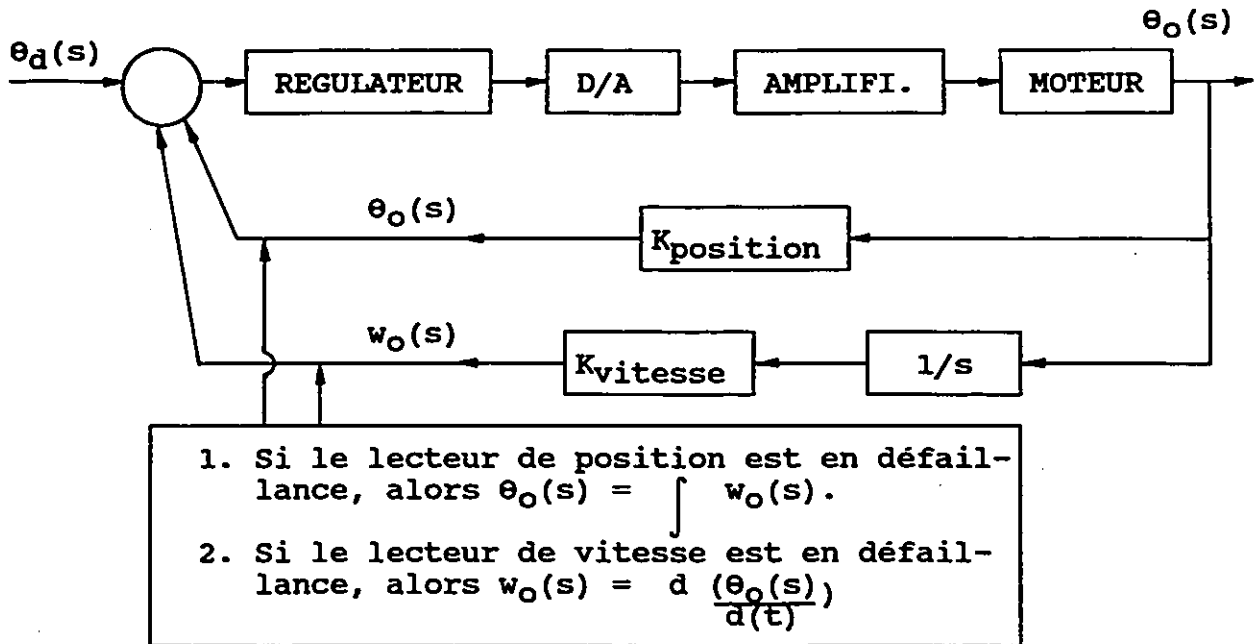 θo(s)
θd(s)
REGULATEUR
D/A
AMPLIFI.
MOTEUR
θo(s)
Kposition
wo(s)
Kvitesse
1/s
1. Si le lecteur de position est en défail-
lance, alors θo(s) = ∫ wo(s).
2. Si le lecteur de vitesse est en défail-
lance, alors wo(s) = d (θo(s))
d(t)